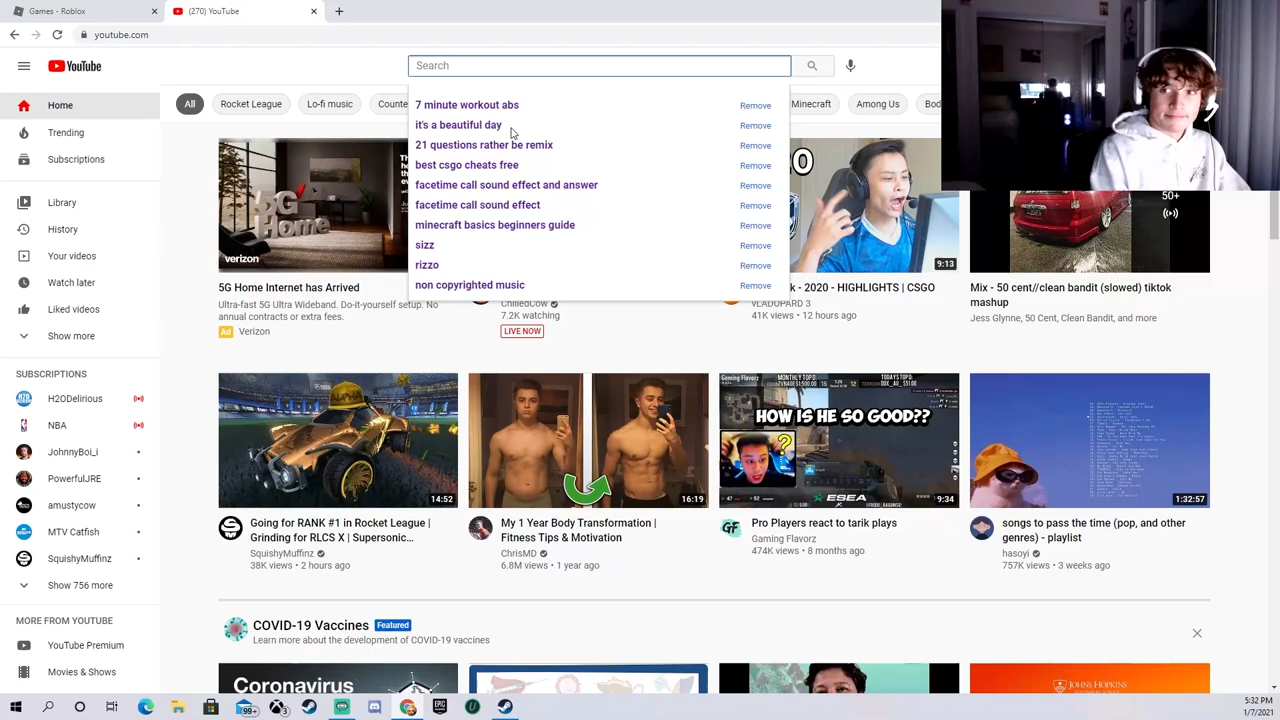 Games - Roblox
(270) YouTube
youtube.com
YouTube
Search
All
Rocket League
Lo-fi music
Counte
Minecraft
Among Us
Bod
7 minute workout abs
Remove
it's a beautiful day
Remove
21 questions rather be remix
Remove
best csgo cheats free
Remove
facetime call sound effect and answer
Remove
facetime call sound effect
Remove
minecraft basics beginners guide
Remove
sizz
Remove
rizzo
Remove
non copyrighted music
Remove
Home
Trending
Subscriptions
Library
History
Your videos
Watch later
Liked videos
Show more
SUBSCRIPTIONS
H2ODelirious
NBA
JohnnyBoi_i
PowerfulJRE
amustycow
MTV Catfish
SquishyMuffinz
Show 756 more
MORE FROM YOUTUBE
YouTube Premium
Movies & Shows
5G
Home
verizon
5G Home Internet has Arrived
Ultra-fast 5G Ultra Wideband. Do-it-yourself setup. No
annual contracts or extra fees.
Ad
Verizon
ChilledCow
7.2K watching
LIVE NOW
9:13
k - 2020 - HIGHLIGHTS | CSGO
VLADOPARD 3
41K views • 12 hours ago
50+
Mix - 50 cent//clean bandit (slowed) tiktok
mashup
Jess Glynne, 50 Cent, Clean Bandit, and more
14:52
Going for RANK #1 in Rocket League |
Grinding for RLCS X | Supersonic...
SquishyMuffinz
38K views • 2 hours ago
16:19
My 1 Year Body Transformation |
Fitness Tips & Motivation
ChrisMD
6.8M views • 1 year ago
Gaming Flavorz
HOW IS HE SO GOOD??
ESEA
9:34
Pro Players react to tarik plays
Gaming Flavorz
474K views • 8 months ago
1:32:57
songs to pass the time (pop, and other
genres) - playlist
hasoyi
757K views • 3 weeks ago
COVID-19 Vaccines
Featured
Learn more about the development of COVID-19 vaccines
Coronavirus
JOHNS HOPKINS
99+
EPIC
5:32 PM
1/7/2021